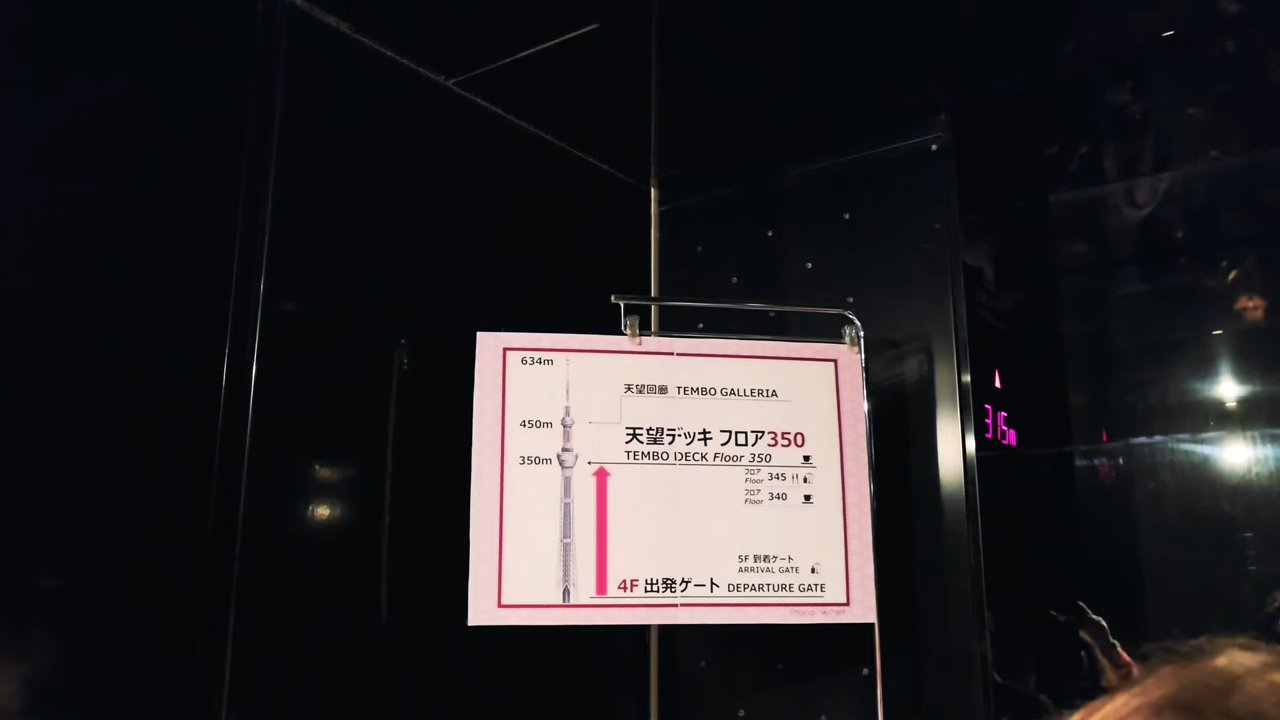 634m
天望回廊 TEMBO GALLERIA
450m
天望デッキ フロア350
TEMBO DECK Floor 350
350m
フロア
Floor 345
フロア
Floor 340
5F 到着ゲート
ARRIVAL GATE
4F 出発ゲート DEPARTURE GATE
315m